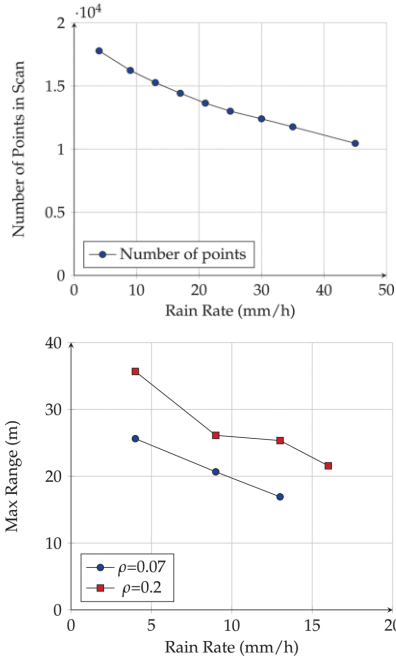 ·10⁴
2
1.5
1
0.5
0
Number of Points in Scan
Number of points
0 10 20 30 40 50
Rain Rate (mm/h)
40
30
20
10
0
Max Range (m)
ρ=0.07
ρ=0.2
0 5 10 15 20
Rain Rate (mm/h)